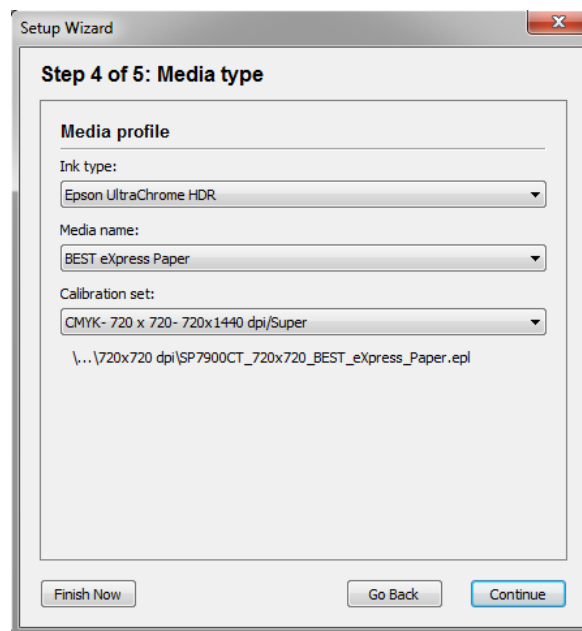 Setup Wizard
Step 4 of 5: Media type
Media profile
Ink type:
Epson UltraChrome HDR
Media name:
BEST eXpress Paper
Calibration set:
CMYK- 720 x 720- 720x1440 dpi/Super
\...\720x720 dpi\SP7900CT_720x720_BEST_eXpress_Paper.epl
Finish Now Go Back Continue